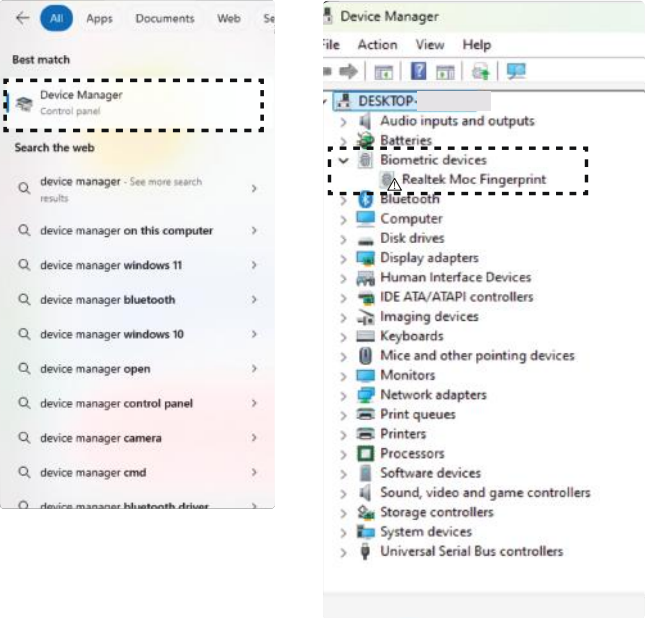 All Apps Documents Web Se
Best match
Device Manager
Control panel
Search the web
device manager - See more search
results
device manager on this computer
device manager windows 11
device manager bluetooth
device manager windows 10
device manager open
device manager control panel
device manager camera
device manager cmd
device manager bluetooth driver
Device Manager
File Action View Help
DESKTOP-
Audio inputs and outputs
Batteries
Biometric devices
Realtek Moc Fingerprint
Bluetooth
Computer
Disk drives
Display adapters
Human Interface Devices
IDE ATA/ATAPI controllers
Imaging devices
Keyboards
Mice and other pointing devices
Monitors
Network adapters
Print queues
Printers
Processors
Software devices
Sound, video and game controllers
Storage controllers
System devices
Universal Serial Bus controllers